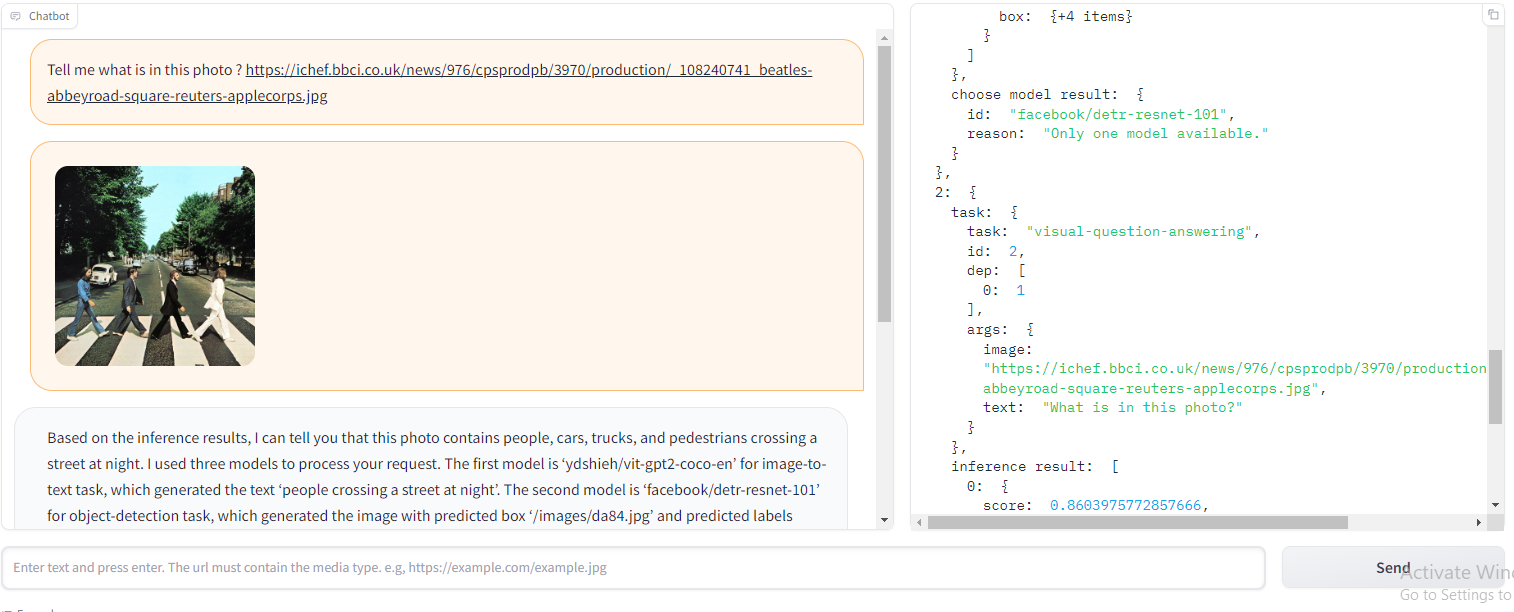 Chatbot
Tell me what is in this photo ? https://ichef.bbci.co.uk/news/976/cpsprodpb/3970/production/_108240741_beatles-
abbeyroad-square-reuters-applecorps.jpg
Based on the inference results, I can tell you that this photo contains people, cars, trucks, and pedestrians crossing a
street at night. I used three models to process your request. The first model is ‘ydshieh/vit-gpt2-coco-en’ for image-to-
text task, which generated the text ‘people crossing a street at night’. The second model is ‘facebook/detr-resnet-101’
for object-detection task, which generated the image with predicted box ‘/images/da84.jpg’ and predicted labels
Enter text and press enter. The url must contain the media type. e.g, https://example.com/example.jpg
box: {+4 items}
}
]
},
choose model result: {
id: "facebook/detr-resnet-101",
reason: "Only one model available."
}
},
2: {
task: {
task: "visual-question-answering",
id: 2,
dep: [
0: 1
],
args: {
image:
"https://ichef.bbci.co.uk/news/976/cpsprodpb/3970/production
abbeyroad-square-reuters-applecorps.jpg",
text: "What is in this photo?"
}
},
inference result: [
0: {
score: 0.8603975772857666,
Send
Activate Win
Go to Settings to